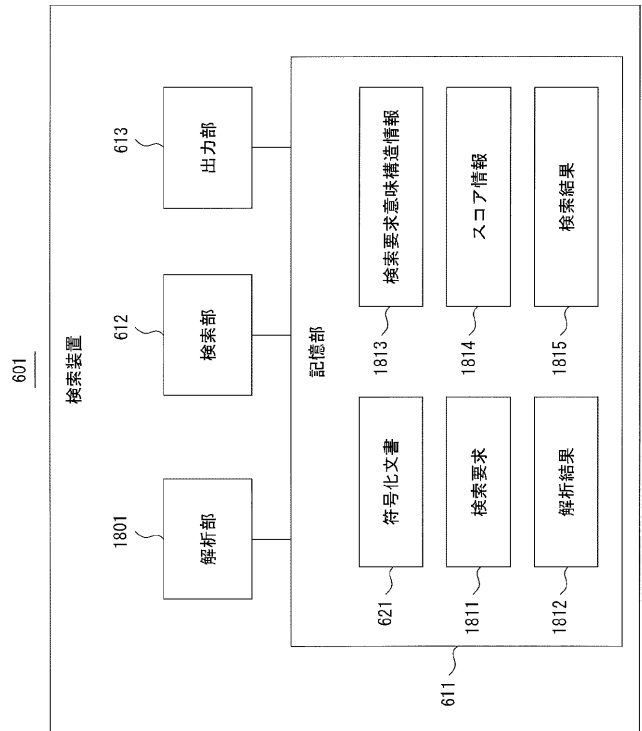 601
検索装置
1801
解析部
612
検索部
613
出力部
記憶部
符号化文書
621
検索要求意味構造情報
1813
検索要求
1811
スコア情報
1814
解析結果
1812
検索結果
1815
611